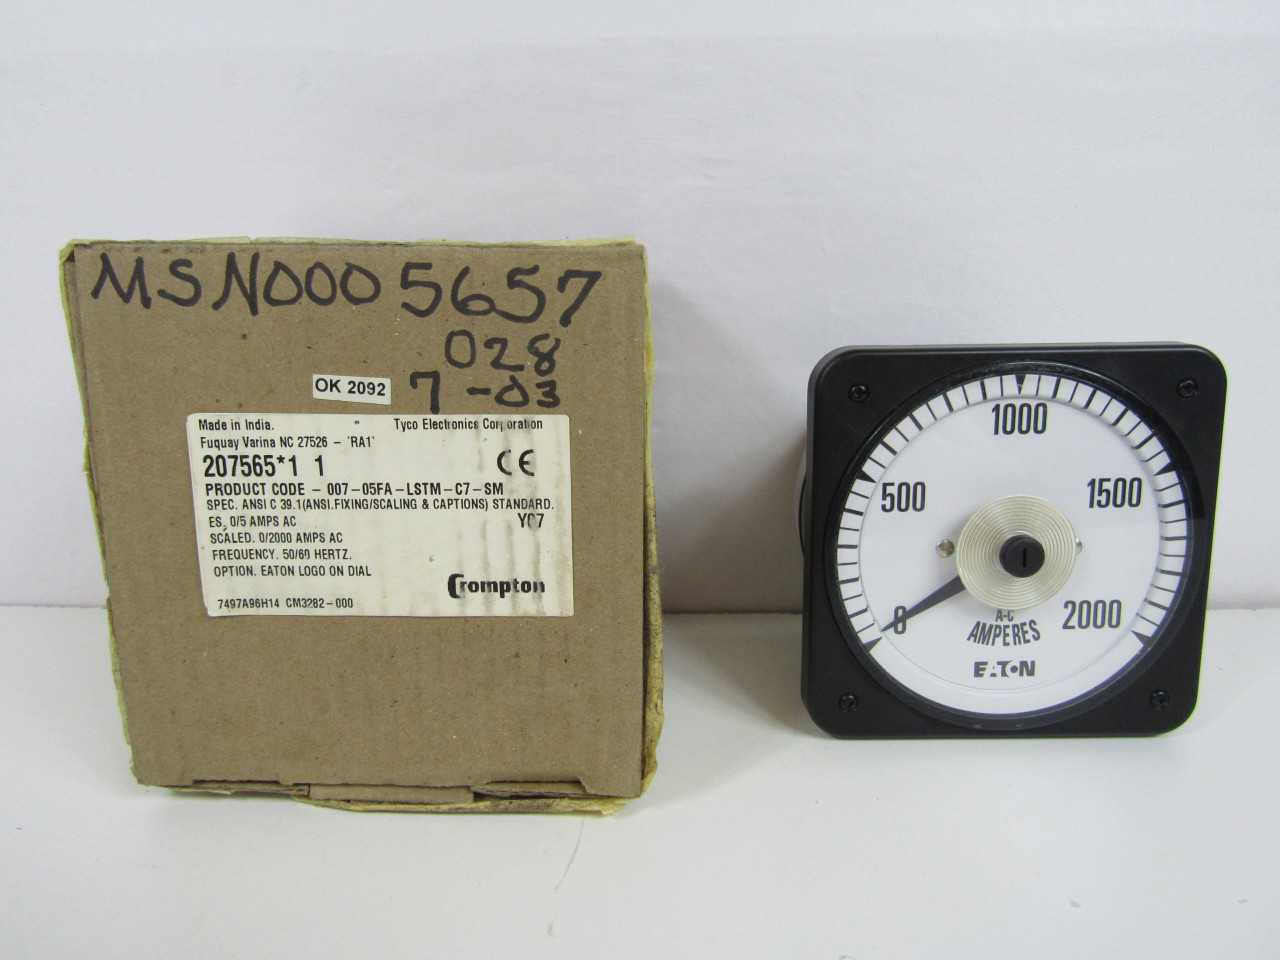 MSN000 5657
028
7-03
OK 2092
Made in India. Tyco Electronics Corporation
Fuquay Varina NC 27526 - 'RA1'
207565*1 1 CE
PRODUCT CODE - 007-05FA-LSTM-C7-SM
SPEC. ANSI C 39.1(ANSI.FIXING/SCALING & CAPTIONS) STANDARD.
ES. 0/5 AMPS AC Y07
SCALED. 0/2000 AMPS AC
FREQUENCY. 50/60 HERTZ.
OPTION. EATON LOGO ON DIAL
Crompton
7497A96H14 CM3282-000
0
500
1000
1500
2000
A-C
AMPERES
EATON